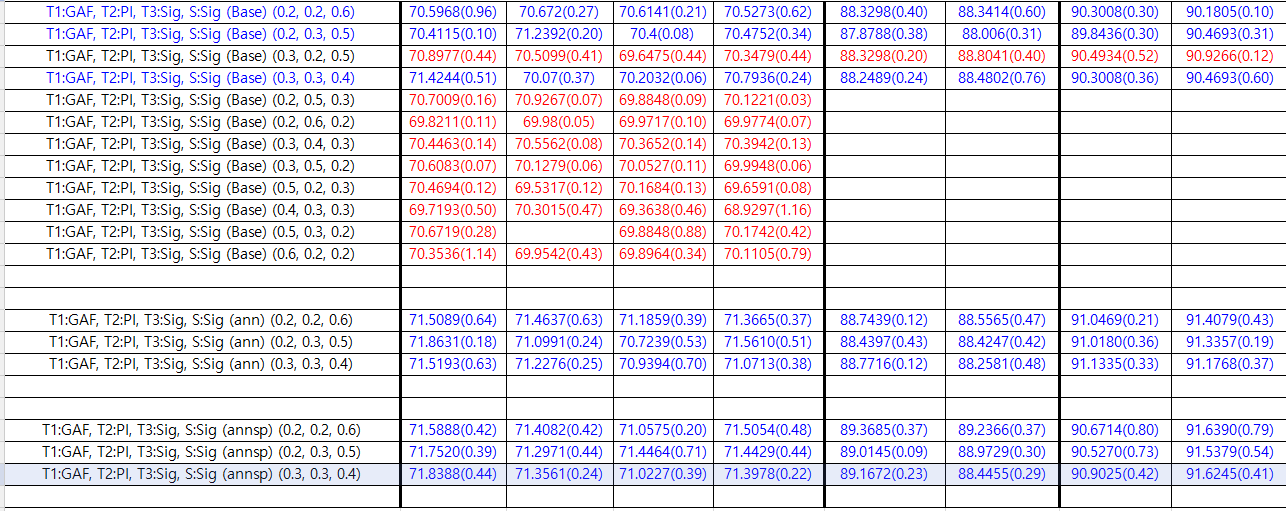 T1:GAF, T2:PI, T3:Sig, S:Sig (Base) (0.2, 0.2, 0.6) 70.5968(0.96) 70.672(0.27) 70.6141(0.21) 70.5273(0.62) 88.3298(0.40) 88.3414(0.60) 90.3008(0.30) 90.1805(0.10)
T1:GAF, T2:PI, T3:Sig, S:Sig (Base) (0.2, 0.3, 0.5) 70.4115(0.10) 71.2392(0.20) 70.4(0.08) 70.4752(0.34) 87.8788(0.38) 88.006(0.31) 89.8436(0.30) 90.4693(0.31)
T1:GAF, T2:PI, T3:Sig, S:Sig (Base) (0.3, 0.2, 0.5) 70.8977(0.44) 70.5099(0.41) 69.6475(0.44) 70.3479(0.44) 88.3298(0.20) 88.8041(0.40) 90.4934(0.52) 90.9266(0.12)
T1:GAF, T2:PI, T3:Sig, S:Sig (Base) (0.3, 0.3, 0.4) 71.4244(0.51) 70.07(0.37) 70.2032(0.06) 70.7936(0.24) 88.2489(0.24) 88.4802(0.76) 90.3008(0.36) 90.4693(0.60)
T1:GAF, T2:PI, T3:Sig, S:Sig (Base) (0.2, 0.5, 0.3) 70.7009(0.16) 70.9267(0.07) 69.8848(0.09) 70.1221(0.03)
T1:GAF, T2:PI, T3:Sig, S:Sig (Base) (0.2, 0.6, 0.2) 69.8211(0.11) 69.98(0.05) 69.9717(0.10) 69.9774(0.07)
T1:GAF, T2:PI, T3:Sig, S:Sig (Base) (0.3, 0.4, 0.3) 70.4463(0.14) 70.5562(0.08) 70.3652(0.14) 70.3942(0.13)
T1:GAF, T2:PI, T3:Sig, S:Sig (Base) (0.3, 0.5, 0.2) 70.6083(0.07) 70.1279(0.06) 70.0527(0.11) 69.9948(0.06)
T1:GAF, T2:PI, T3:Sig, S:Sig (Base) (0.5, 0.2, 0.3) 70.4694(0.12) 69.5317(0.12) 70.1684(0.13) 69.6591(0.08)
T1:GAF, T2:PI, T3:Sig, S:Sig (Base) (0.4, 0.3, 0.3) 69.7193(0.50) 70.3015(0.47) 69.3638(0.46) 68.9297(1.16)
T1:GAF, T2:PI, T3:Sig, S:Sig (Base) (0.5, 0.3, 0.2) 70.6719(0.28) 69.8848(0.88) 70.1742(0.42)
T1:GAF, T2:PI, T3:Sig, S:Sig (Base) (0.6, 0.2, 0.2) 70.3536(1.14) 69.9542(0.43) 69.8964(0.34) 70.1105(0.79)
T1:GAF, T2:PI, T3:Sig, S:Sig (ann) (0.2, 0.2, 0.6) 71.5089(0.64) 71.4637(0.63) 71.1859(0.39) 71.3665(0.37) 88.7439(0.12) 88.5565(0.47) 91.0469(0.21) 91.4079(0.43)
T1:GAF, T2:PI, T3:Sig, S:Sig (ann) (0.2, 0.3, 0.5) 71.8631(0.18) 71.0991(0.24) 70.7239(0.53) 71.5610(0.51) 88.4397(0.43) 88.4247(0.42) 91.0180(0.36) 91.3357(0.19)
T1:GAF, T2:PI, T3:Sig, S:Sig (ann) (0.3, 0.3, 0.4) 71.5193(0.63) 71.2276(0.25) 70.9394(0.70) 71.0713(0.38) 88.7716(0.12) 88.2581(0.48) 91.1335(0.33) 91.1768(0.37)
T1:GAF, T2:PI, T3:Sig, S:Sig (annsp) (0.2, 0.2, 0.6) 71.5888(0.42) 71.4082(0.42) 71.0575(0.20) 71.5054(0.48) 89.3685(0.37) 89.2366(0.37) 90.6714(0.80) 91.6390(0.79)
T1:GAF, T2:PI, T3:Sig, S:Sig (annsp) (0.2, 0.3, 0.5) 71.7520(0.39) 71.2971(0.44) 71.4464(0.71) 71.4429(0.44) 89.0145(0.09) 88.9729(0.30) 90.5270(0.73) 91.5379(0.54)
T1:GAF, T2:PI, T3:Sig, S:Sig (annsp) (0.3, 0.3, 0.4) 71.8388(0.44) 71.3561(0.24) 71.0227(0.39) 71.3978(0.22) 89.1672(0.23) 88.4455(0.29) 90.9025(0.42) 91.6245(0.41)